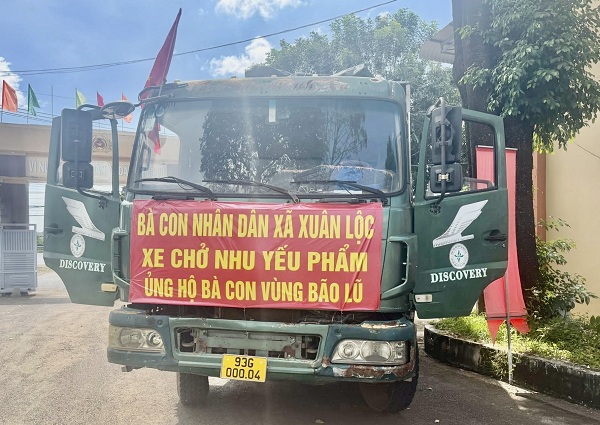 BÀ CON NHÂN DÂN XÃ XUÂN LỘC
XE CHỞ NHU YẾU PHẨM
ỦNG HỘ BÀ CON VÙNG BÃO LŨ
DISCOVERY
DISCOVERY
93G
000.04